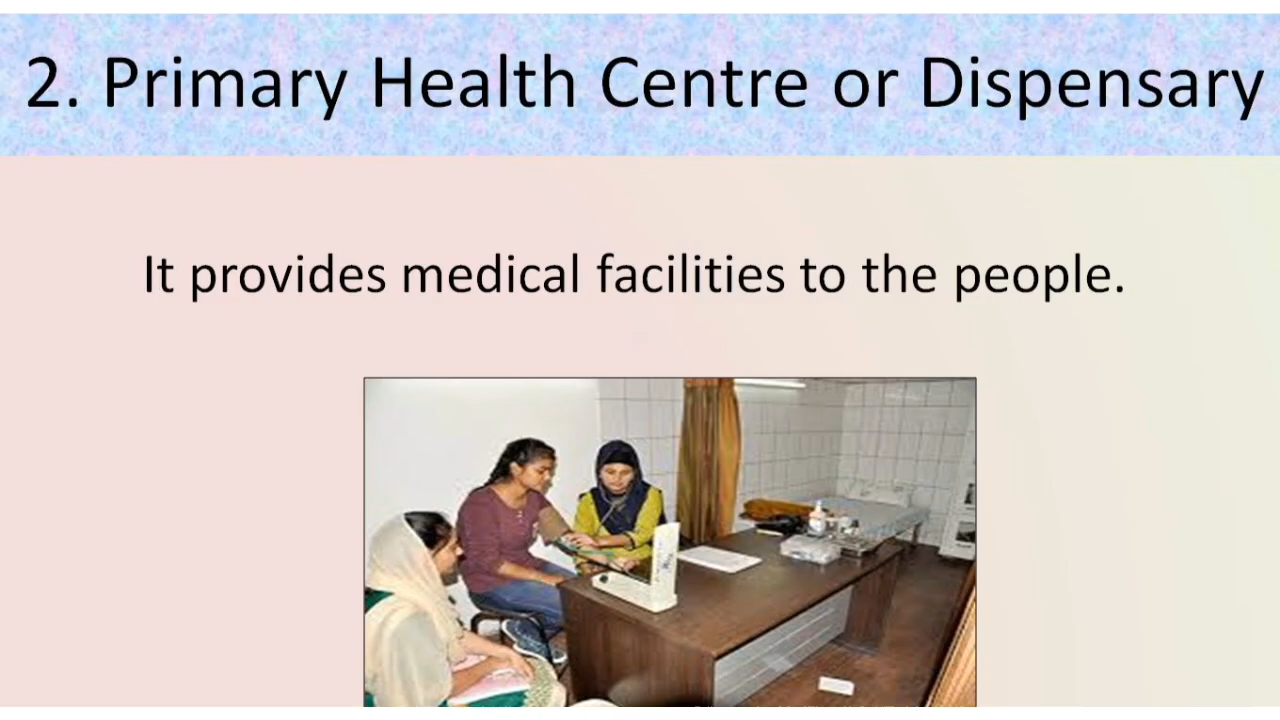 2. Primary Health Centre or Dispensary
It provides medical facilities to the people.